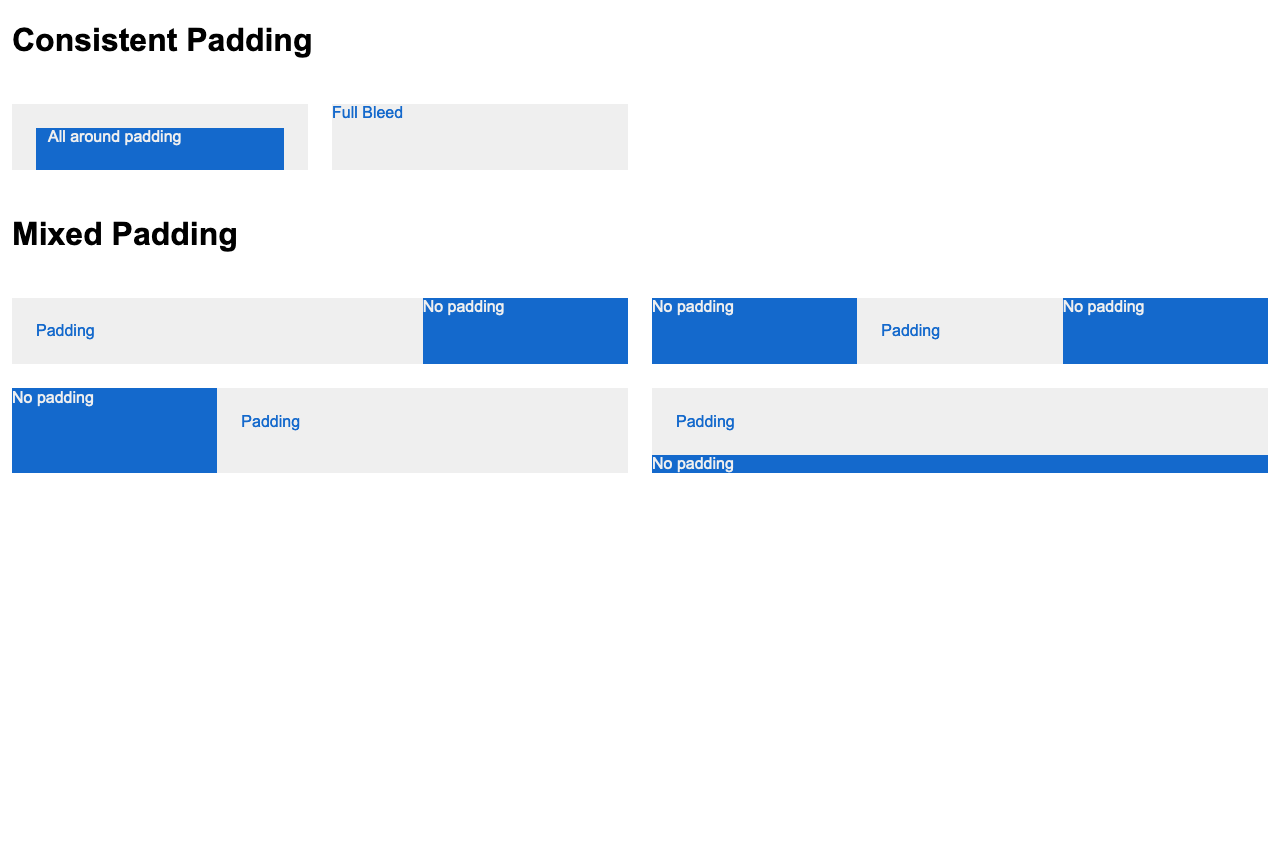 Consistent Padding
All around padding
Full Bleed
Mixed Padding
Padding
No padding
No padding
Padding
No padding
No padding
Padding
Padding
No padding